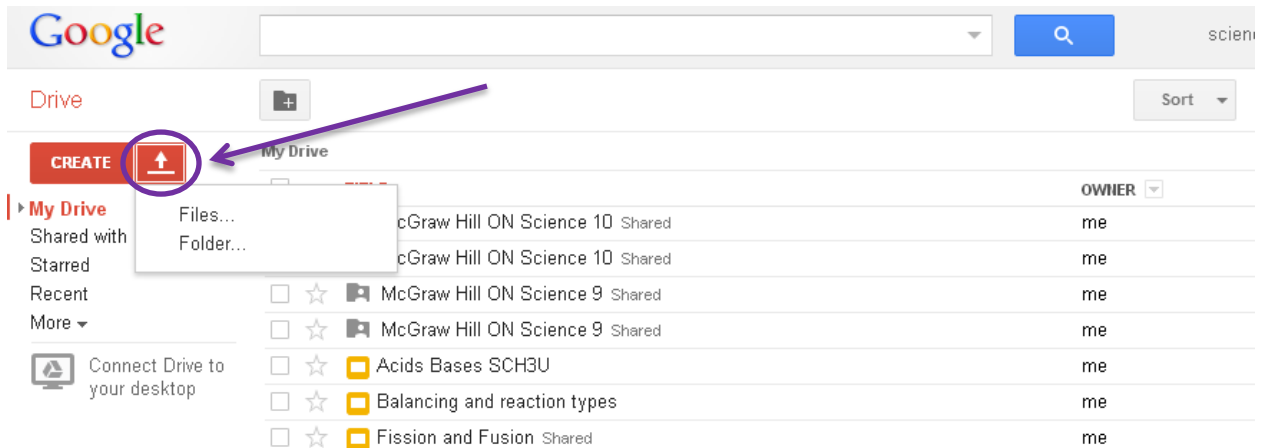 Google
scien
Drive
Sort
CREATE
My Drive
OWNER
My Drive
Files...
cGraw Hill ON Science 10 Shared
me
Shared with
Folder...
Starred
cGraw Hill ON Science 10 Shared
me
Recent
McGraw Hill ON Science 9 Shared
me
More
McGraw Hill ON Science 9 Shared
me
Connect Drive to
your desktop
Acids Bases SCH3U
me
Balancing and reaction types
me
Fission and Fusion Shared
me